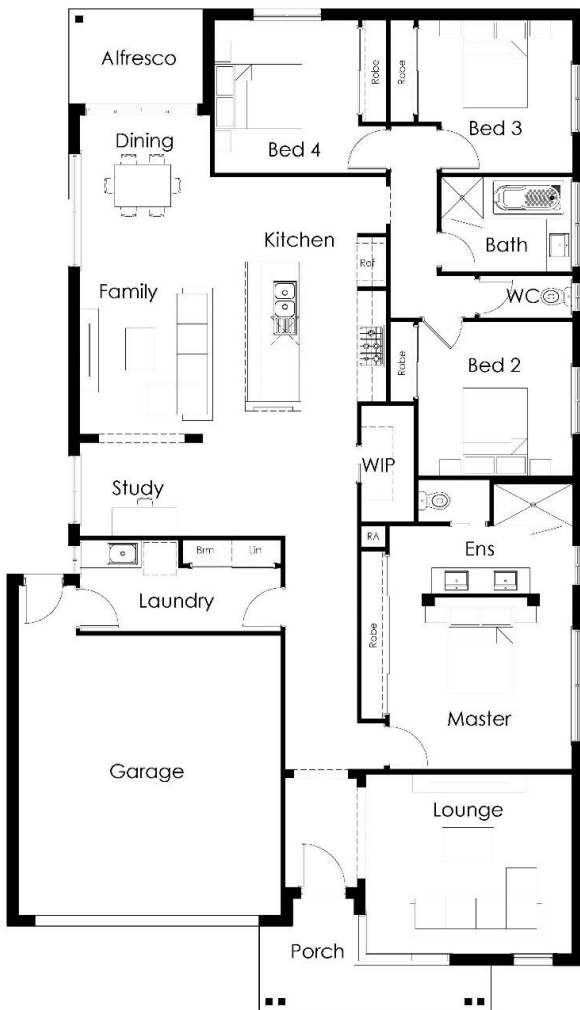 Alfresco
Robe
Robe
Bed 3
Dining
Bed 4
Kitchen
Bath
Ref
Family
WC
Robe
Bed 2
WIP
Study
RA
Ens
Brm
Lin
Laundry
Robe
Master
Garage
Lounge
Porch